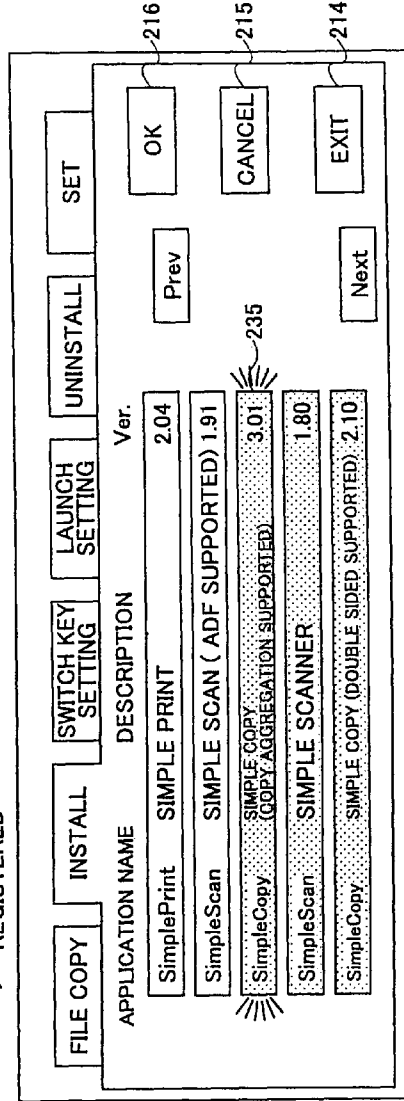 REGISTERED
FILE COPY
INSTALL
SWITCH KEY
SETTING
LAUNCH
SETTING
UNINSTALL
SET
APPLICATION NAME DESCRIPTION Ver.
SimplePrint SIMPLE PRINT 2.04
SimpleScan SIMPLE SCAN ( ADF SUPPORTED) 1.91
SimpleCopy SIMPLE COPY
(COPY AGGREGATION SUPPORTED) 3.01
SimpleScan SIMPLE SCANNER 1.80
SimpleCopy SIMPLE COPY (DOUBLE SIDED SUPPORTED) 2.10
235
Prev
Next
OK
216
CANCEL
215
EXIT
214